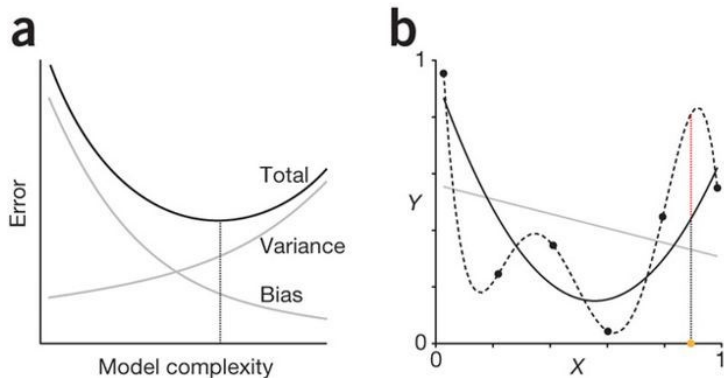 a
Error
Total
Variance
Bias
Model complexity
b
1
Y
0
0
X
1